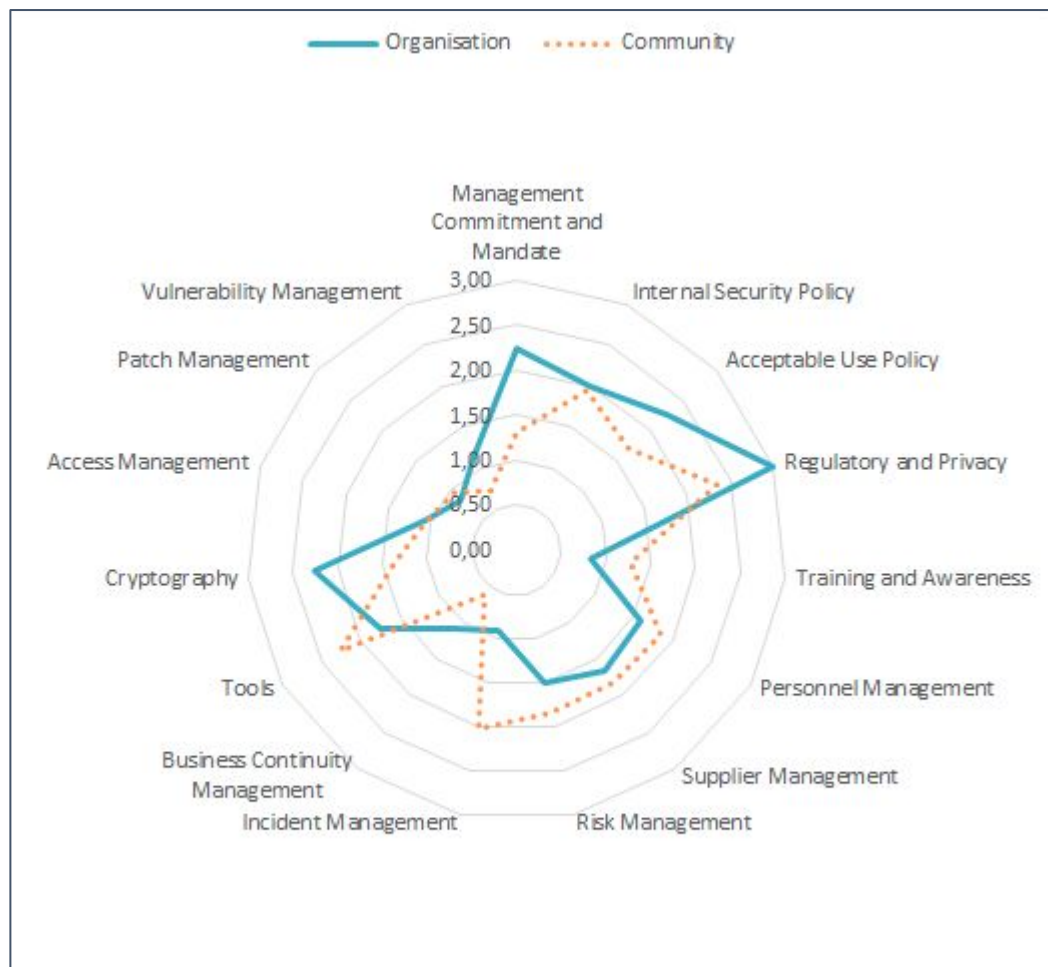 Organisation
Community
Management
Commitment and
Mandate
3,00
Vulnerability Management
Internal Security Policy
2,50
Patch Management
2,00
Acceptable Use Policy
1,50
Access Management
1,00
Regulatory and Privacy
0,50
0,00
Cryptography
Training and Awareness
Tools
Personnel Management
Business Continuity
Management
Supplier Management
Incident Management
Risk Management